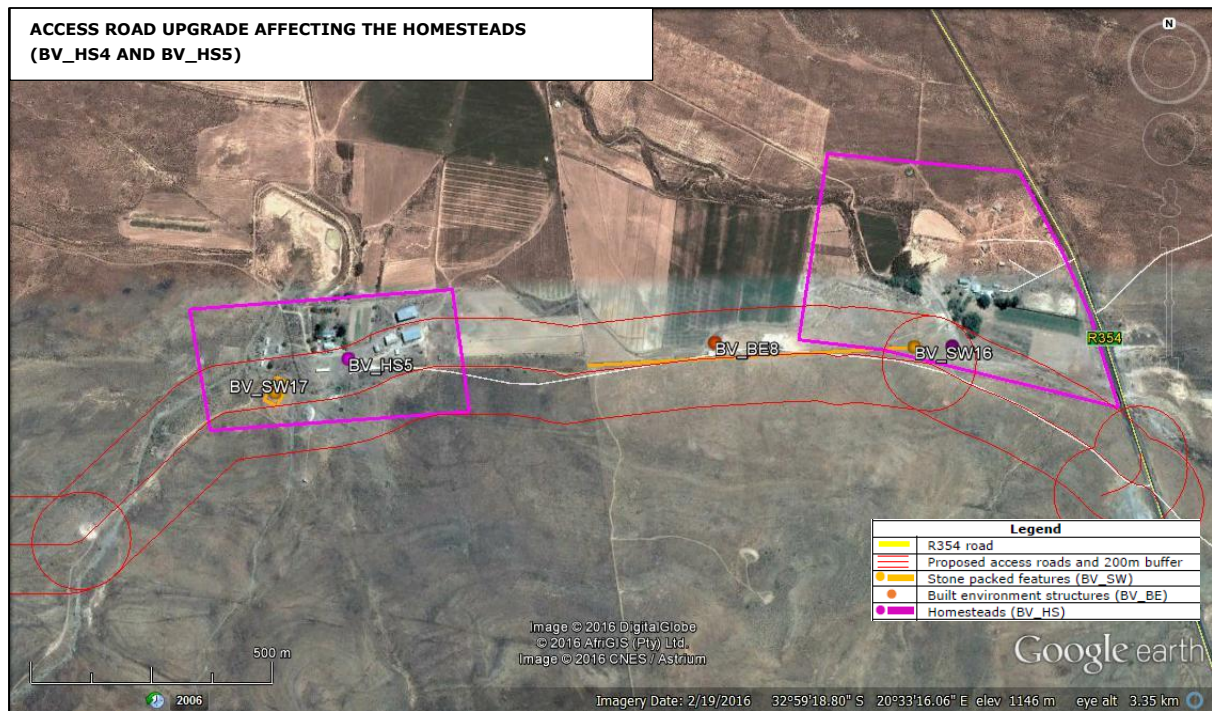 ACCESS ROAD UPGRADE AFFECTING THE HOMESTEADS
(BV_HS4 AND BV_HS5)
N
R354
BV_BE8
BV_SW16
BV_HS5
BV_SW17
Legend
R354 road
Proposed access roads and 200m buffer
Stone packed features (BV_SW)
Built environment structures (BV_BE)
Homesteads (BV_HS)
Image © 2016 DigitalGlobe
© 2016 AfriGIS (Pty) Ltd.
Image © 2016 CNES / Astrium
500 m
Google earth
2006
Imagery Date: 2/19/2016 32°59'18.80" S 20°33'16.06" E elev 1146 m eye alt 3.35 km